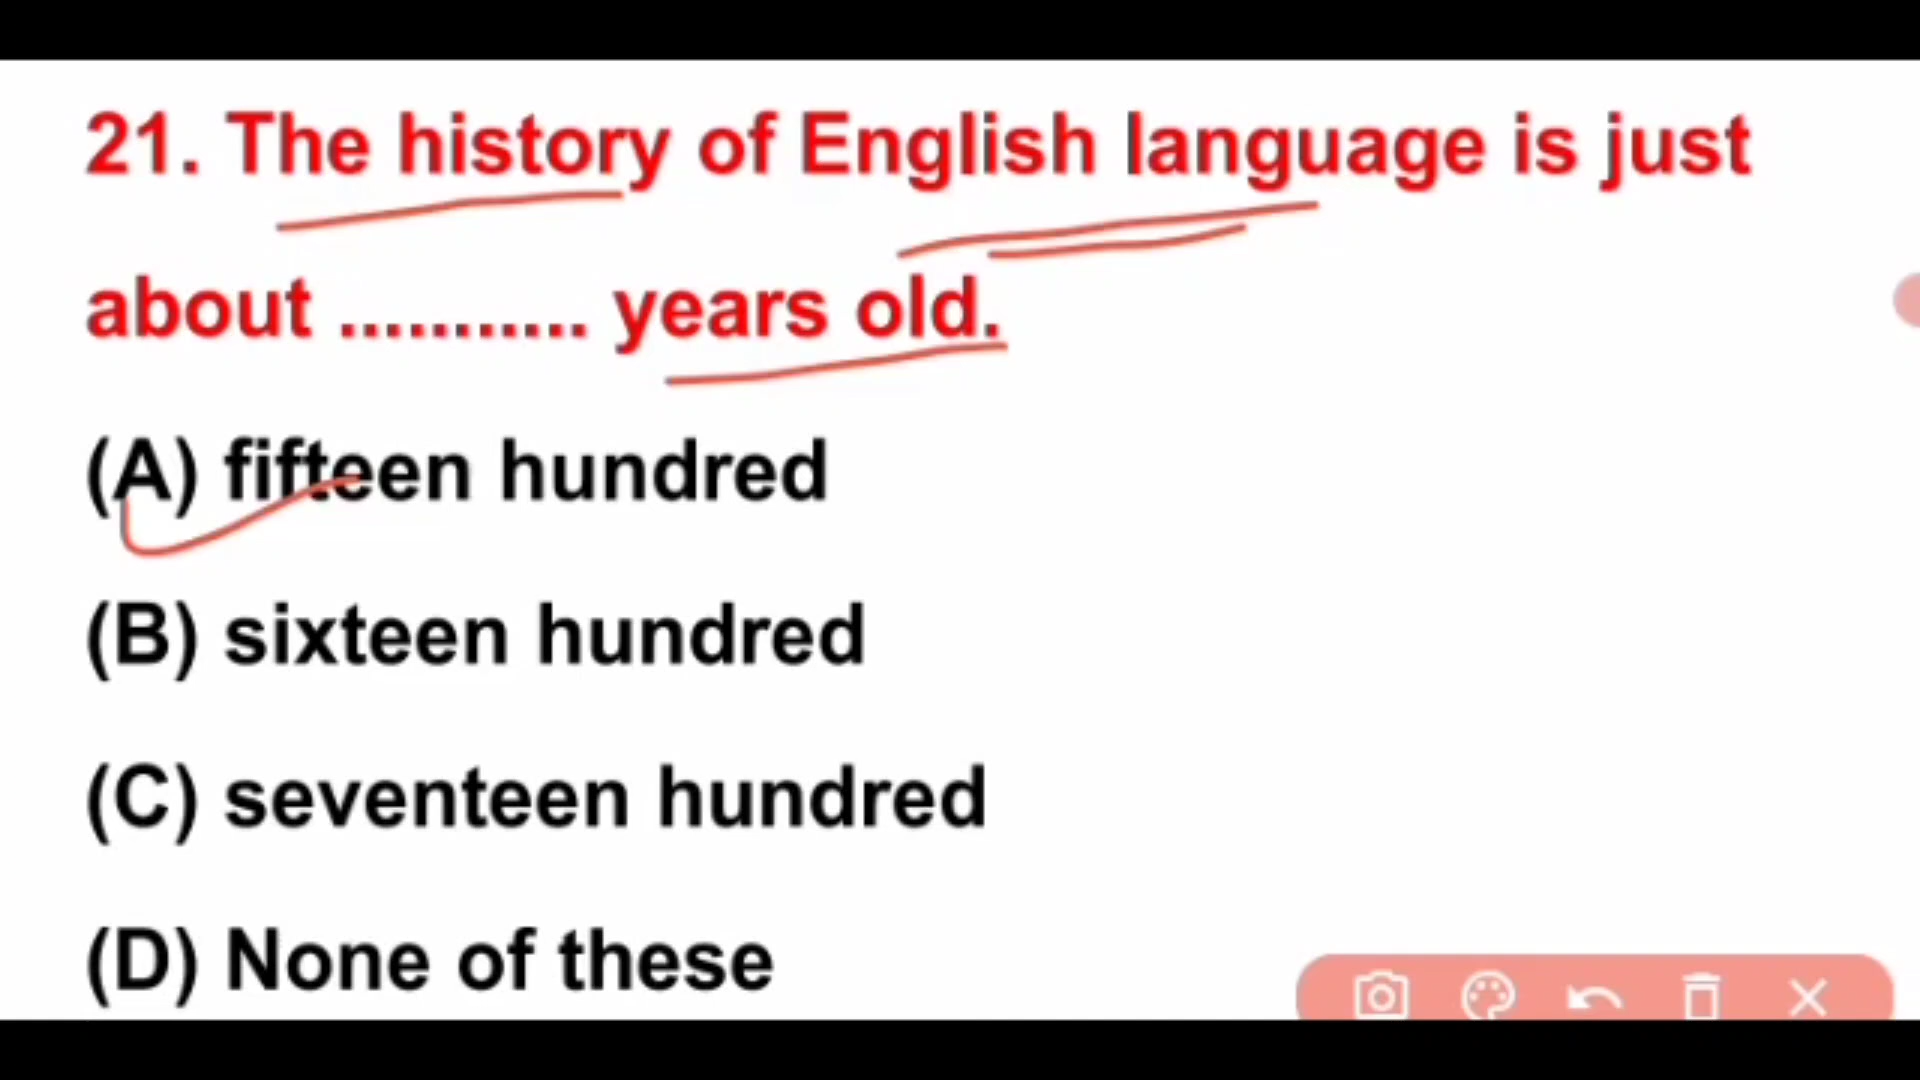 21. The history of English language is just
about ........... years old.
(A) fifteen hundred
(B) sixteen hundred
(C) seventeen hundred
(D) None of these